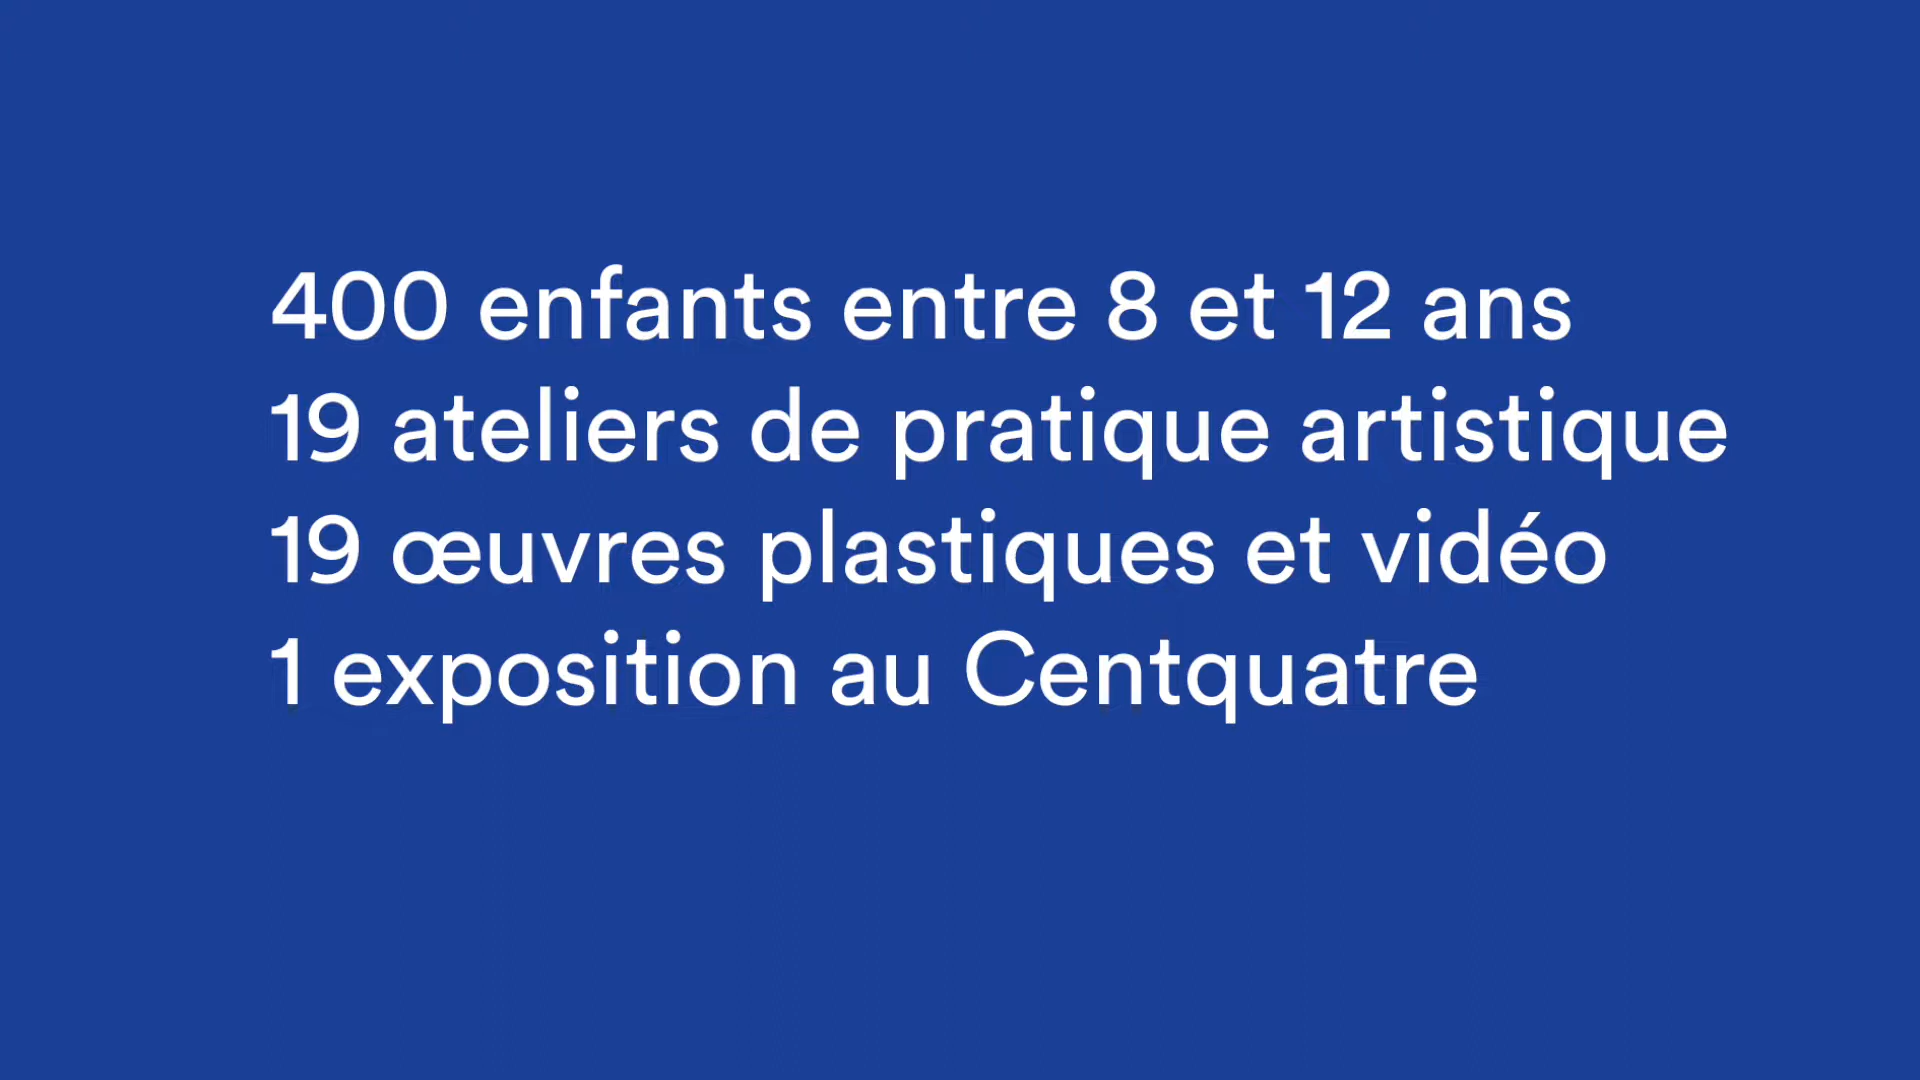 400 enfants entre 8 et 12 ans
19 ateliers de pratique artistique
19 œuvres plastiques et vidéo
1 exposition au Centquatre